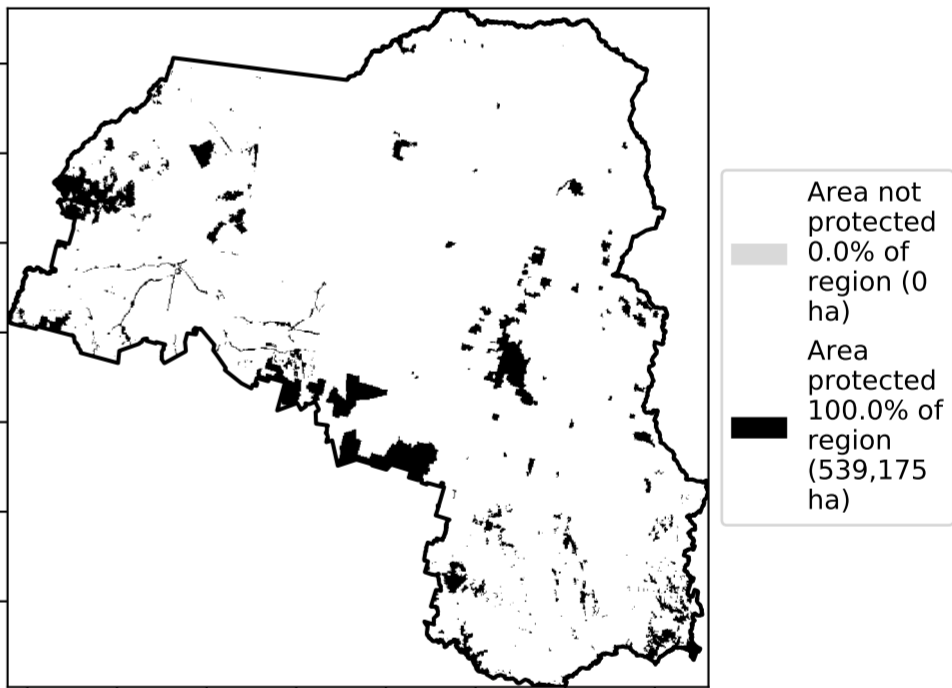 Area not
protected
0.0% of
region (0
ha)
Area
protected
100.0% of
region
(539,175
ha)